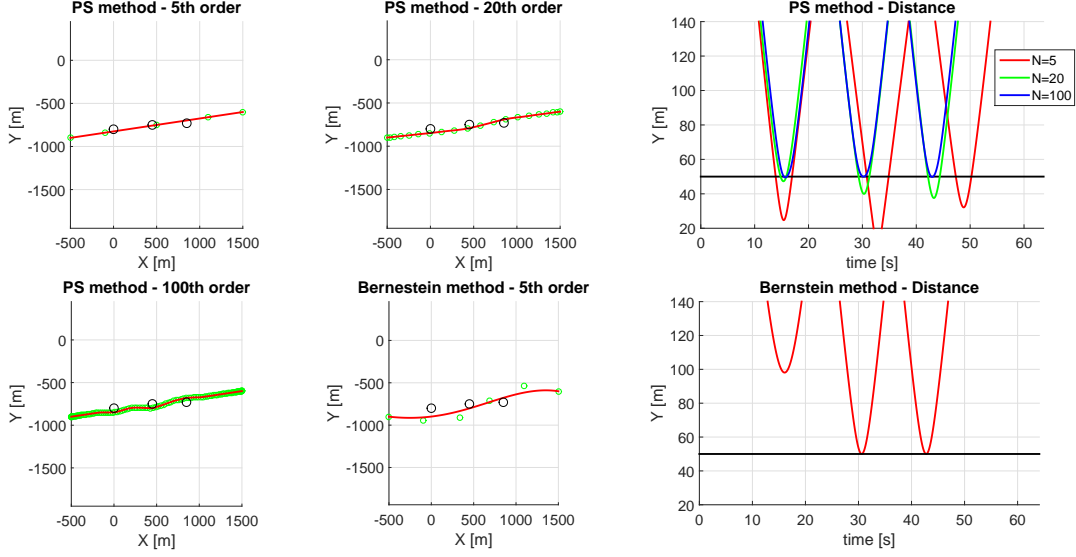 PS method - 5th order
0
-500
-1000
-1500
Y [m]
-500 0 500 1000 1500
X [m]
PS method - 20th order
0
-500
-1000
-1500
Y [m]
-500 0 500 1000 1500
X [m]
PS method - Distance
140
120
100
80
60
40
20
Y [m]
0 10 20 30 40 50 60
time [s]
N=5
N=20
N=100
PS method - 100th order
0
-500
-1000
-1500
Y [m]
-500 0 500 1000 1500
X [m]
Bernestein method - 5th order
0
-500
-1000
-1500
Y [m]
-500 0 500 1000 1500
X [m]
Bernstein method - Distance
140
120
100
80
60
40
20
Y [m]
0 10 20 30 40 50 60
time [s]